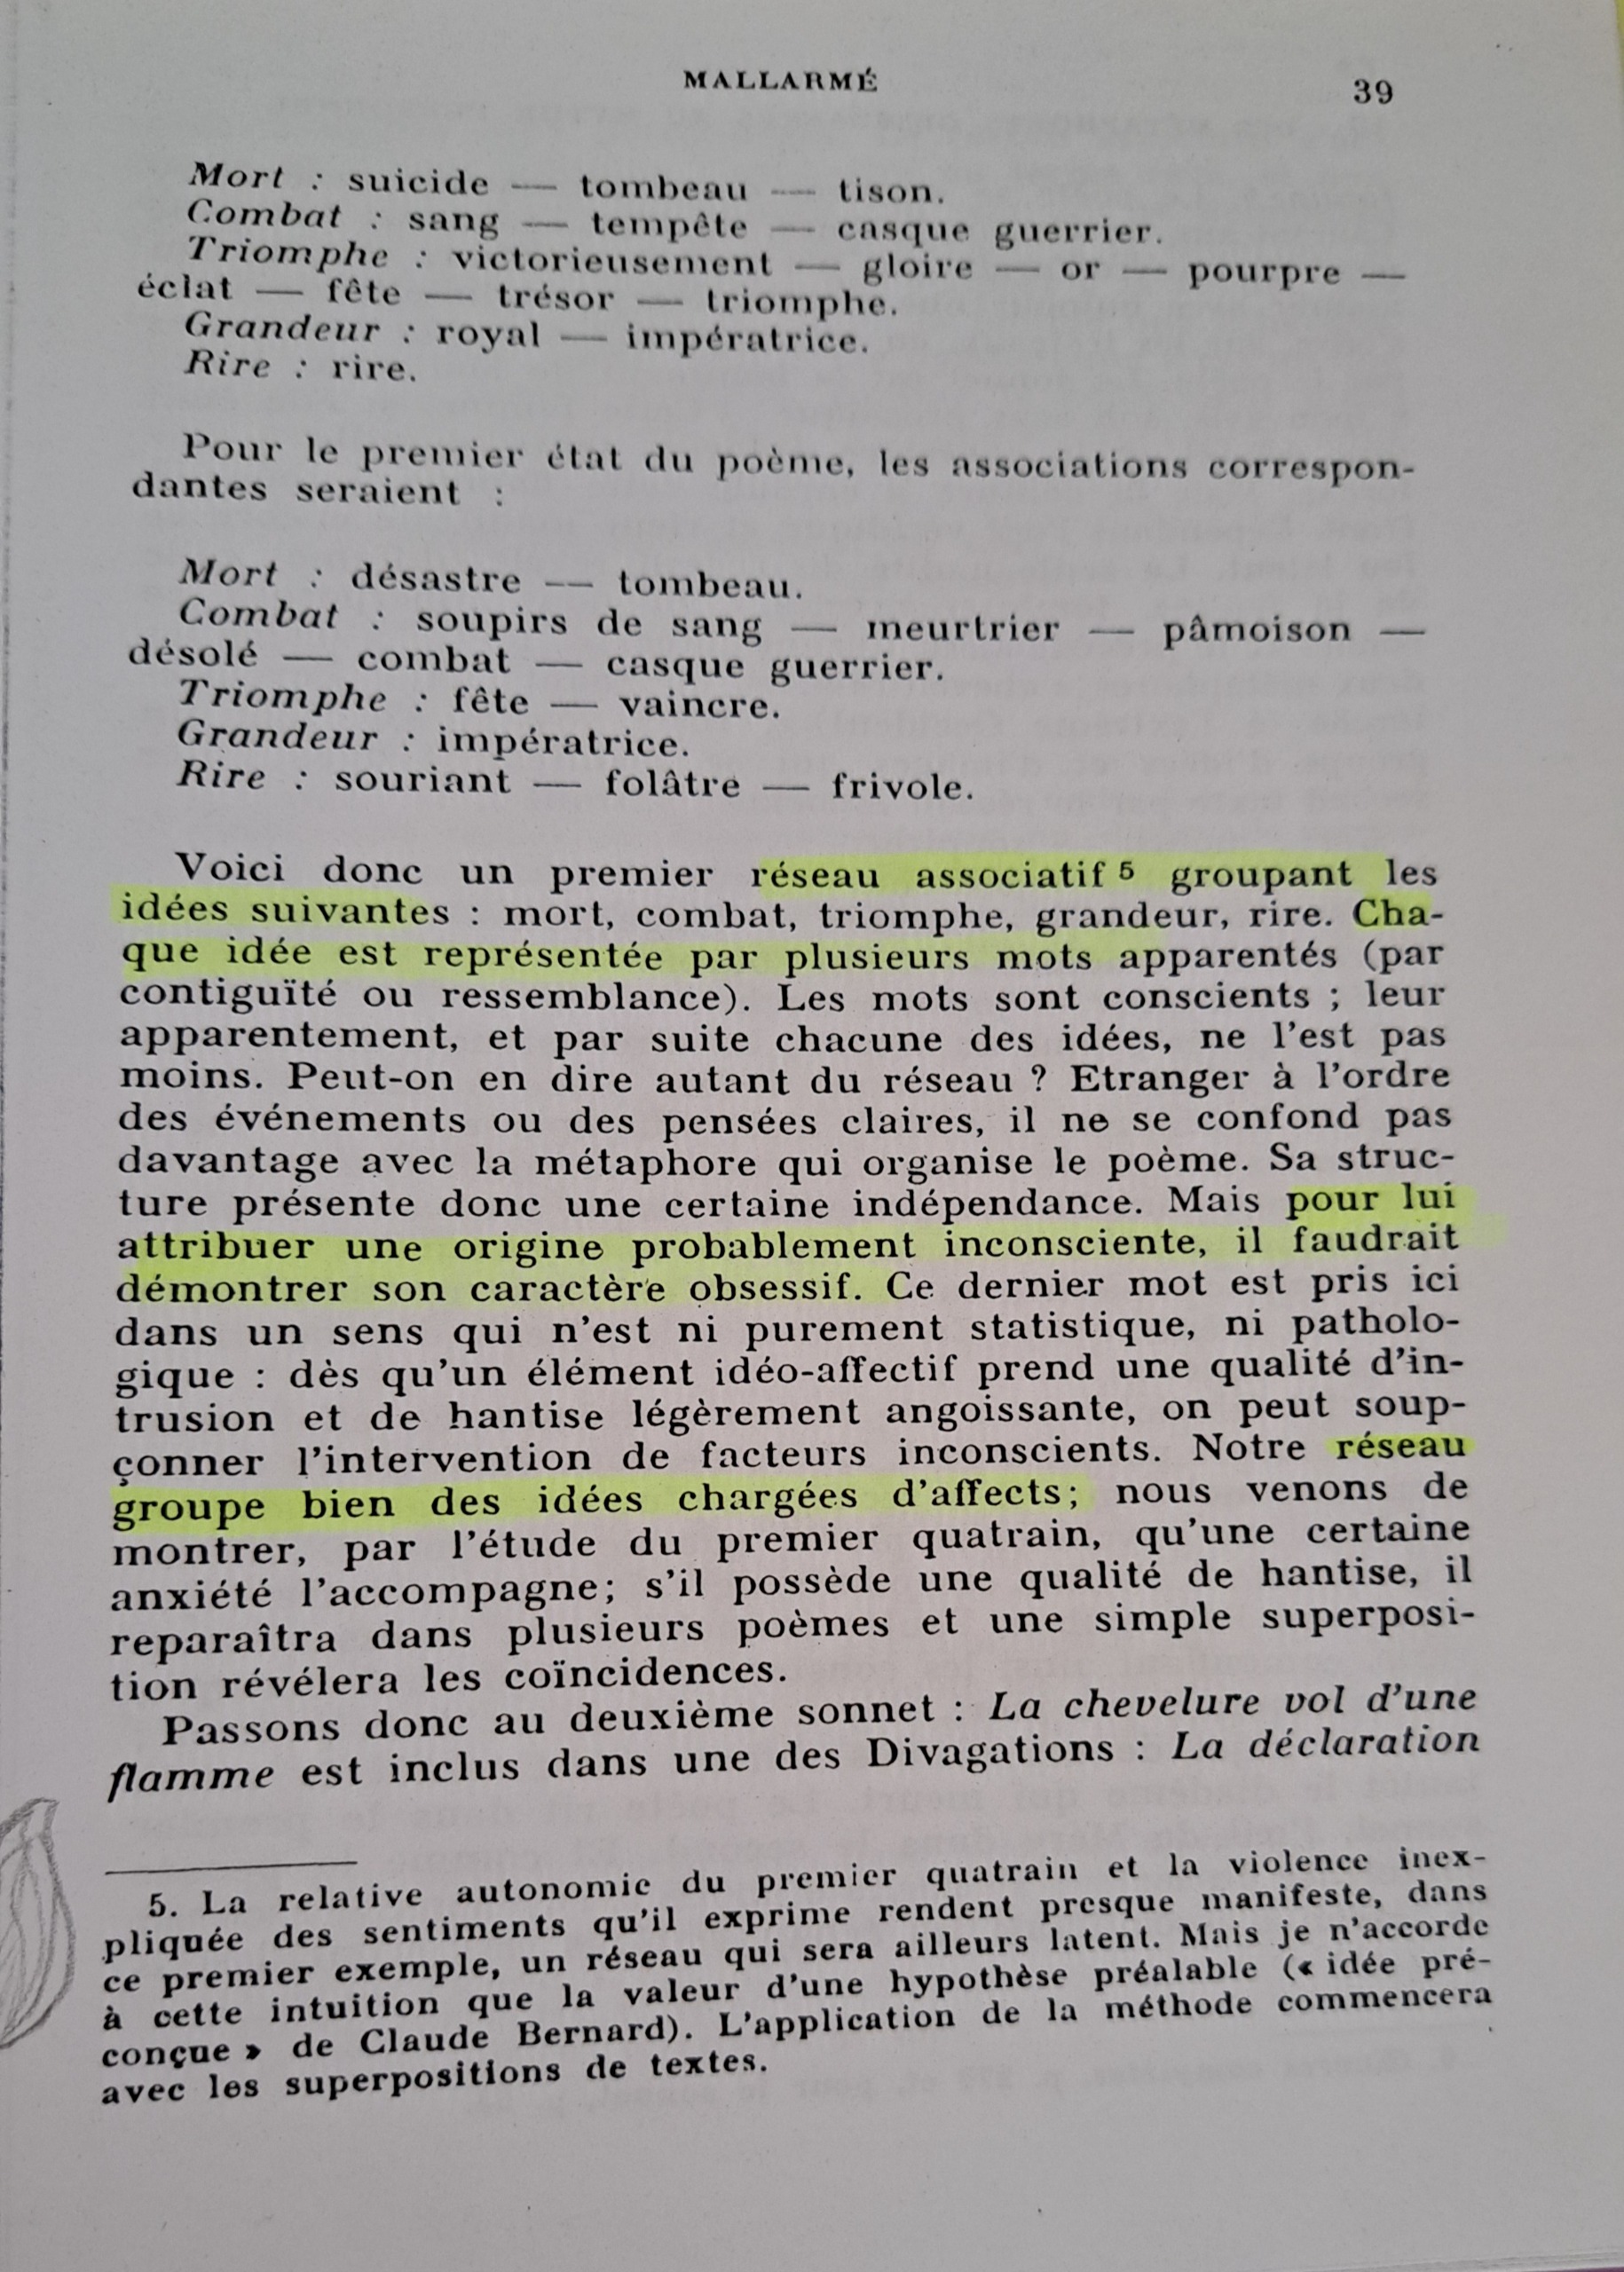 MALLARMÉ
39
Mort : suicide — tombeau — tison.
Combat : sang — tempête — casque guerrier.
Triomphe : victorieusement — gloire — or — pourpre —
éclat — fête — trésor — triomphe.
Grandeur : royal — impératrice.
Rire : rire.
Pour le premier état du poème, les associations correspon-
dantes seraient :
Mort : désastre — tombeau.
Combat : soupirs de sang — meurtrier — pâmoison —
désolé — combat — casque guerrier.
Triomphe : fête — vaincre.
Grandeur : impératrice.
Rire : souriant — folâtre — frivole.
Voici donc un premier réseau associatif 5 groupant les
idées suivantes : mort, combat, triomphe, grandeur, rire. Cha-
que idée est représentée par plusieurs mots apparentés (par
contiguïté ou ressemblance). Les mots sont conscients ; leur
apparentement, et par suite chacune des idées, ne l'est pas
moins. Peut-on en dire autant du réseau ? Etranger à l'ordre
des événements ou des pensées claires, il ne se confond pas
davantage avec la métaphore qui organise le poème. Sa struc-
ture présente donc une certaine indépendance. Mais pour lui
attribuer une origine probablement inconsciente, il faudrait
démontrer son caractère obsessif. Ce dernier mot est pris ici
dans un sens qui n'est ni purement statistique, ni patholo-
gique : dès qu'un élément idéo-affectif prend une qualité d'in-
trusion et de hantise légèrement angoissante, on peut soup-
çonner l'intervention de facteurs inconscients. Notre réseau
groupe bien des idées chargées d'affects; nous venons de
montrer, par l'étude du premier quatrain, qu'une certaine
anxiété l'accompagne; s'il possède une qualité de hantise, il
reparaîtra dans plusieurs poèmes et une simple superposi-
tion révélera les coïncidences.
Passons donc au deuxième sonnet : La chevelure vol d'une
flamme est inclus dans une des Divagations : La déclaration
5. La relative autonomie du premier quatrain et la violence inex-
pliquée des sentiments qu'il exprime rendent presque manifeste, dans
ce premier exemple, un réseau qui sera ailleurs latent. Mais je n'accorde
à cette intuition que la valeur d'une hypothèse préalable (« idée pré-
conçue » de Claude Bernard). L'application de la méthode commencera
avec les superpositions de textes.